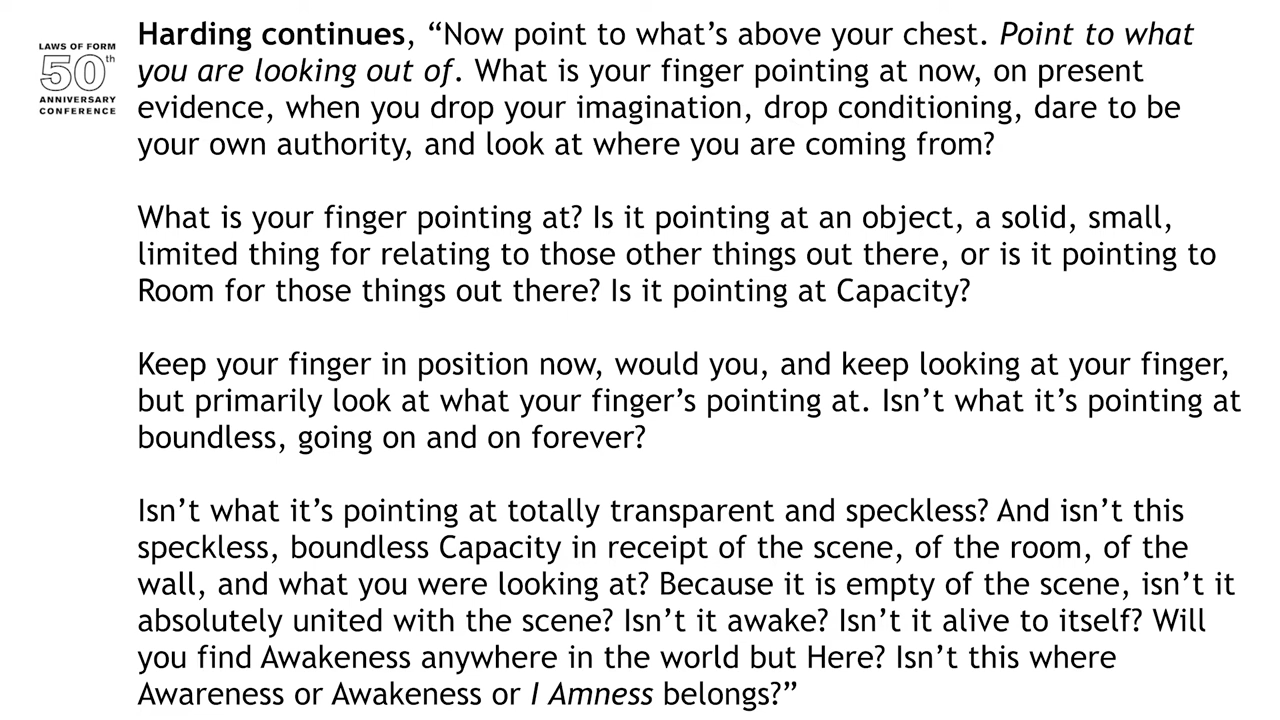 LAWS OF FORM
50th
ANNIVERSARY
CONFERENCE
Harding continues, “Now point to what’s above your chest. Point to what
you are looking out of. What is your finger pointing at now, on present
evidence, when you drop your imagination, drop conditioning, dare to be
your own authority, and look at where you are coming from?
What is your finger pointing at? Is it pointing at an object, a solid, small,
limited thing for relating to those other things out there, or is it pointing to
Room for those things out there? Is it pointing at Capacity?
Keep your finger in position now, would you, and keep looking at your finger,
but primarily look at what your finger’s pointing at. Isn’t what it’s pointing at
boundless, going on and on forever?
Isn’t what it’s pointing at totally transparent and speckless? And isn’t this
speckless, boundless Capacity in receipt of the scene, of the room, of the
wall, and what you were looking at? Because it is empty of the scene, isn’t it
absolutely united with the scene? Isn’t it awake? Isn’t it alive to itself? Will
you find Awakeness anywhere in the world but Here? Isn’t this where
Awareness or Awakeness or I Amness belongs?”